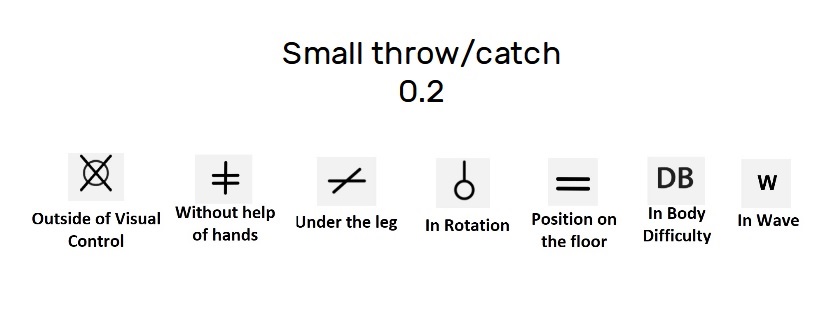 Small throw/catch
0.2
DB
W
Outside of Visual
Control
Without help
of hands
Under the leg
In Rotation
Position on
the floor
In Body
Difficulty
In Wave